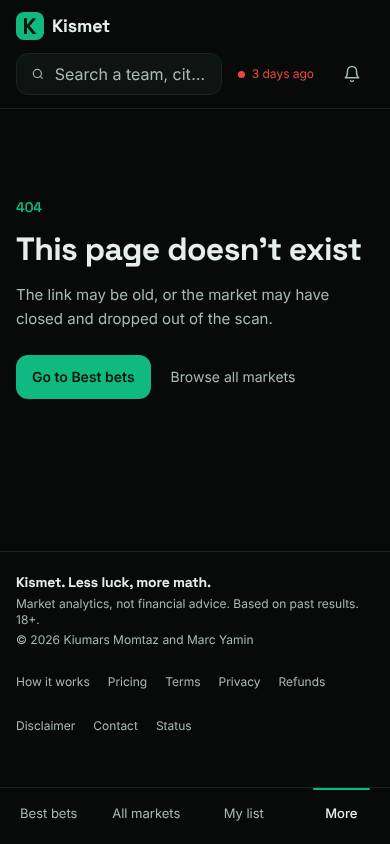 K Kismet
Search a team, cit...
3 days ago
404
This page doesn’t exist
The link may be old, or the market may have
closed and dropped out of the scan.
Go to Best bets
Browse all markets
Kismet. Less luck, more math.
Market analytics, not financial advice. Based on past results.
18+.
© 2026 Kiumars Momtaz and Marc Yamin
How it works Pricing Terms Privacy Refunds
Disclaimer Contact Status
Best bets All markets My list More